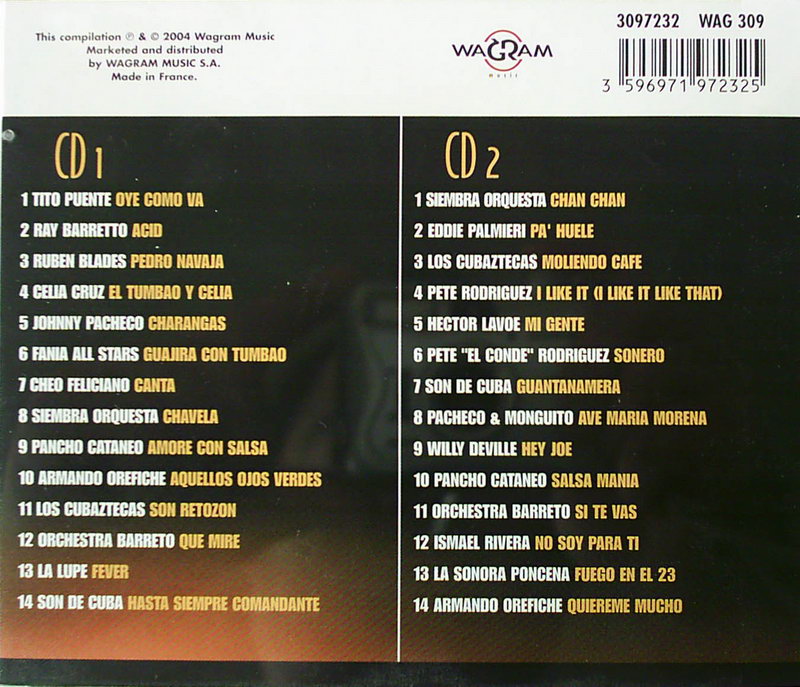 This compilation ℗ & © 2004 Wagram Music
Marketed and distributed
by WAGRAM MUSIC S.A.
Made in France.
WAGRAM
music
3097232 WAG 309
3 596971 972325
CD 1
1 TITO PUENTE OYE COMO VA
2 RAY BARRETTO ACID
3 RUBEN BLADES PEDRO NAVAJA
4 CELIA CRUZ EL TUMBAO Y CELIA
5 JOHNNY PACHECO CHARANGAS
6 FANIA ALL STARS GUAJIRA CON TUMBAO
7 CHEO FELICIANO CANTA
8 SIEMBRA ORQUESTA CHAVELA
9 PANCHO CATANEO AMORE CON SALSA
10 ARMANDO OREFICHE AQUELLOS OJOS VERDES
11 LOS CUBAZTECAS SON RETOZON
12 ORCHESTRA BARRETO QUE MIRE
13 LA LUPE FEVER
14 SON DE CUBA HASTA SIEMPRE COMANDANTE
CD 2
1 SIEMBRA ORQUESTA CHAN CHAN
2 EDDIE PALMIERI PA' HUELE
3 LOS CUBAZTECAS MOLIENDO CAFE
4 PETE RODRIGUEZ I LIKE IT (I LIKE IT LIKE THAT)
5 HECTOR LAVOE MI GENTE
6 PETE "EL CONDE" RODRIGUEZ SONERO
7 SON DE CUBA GUANTANAMERA
8 PACHECO & MONGUITO AVE MARIA MORENA
9 WILLY DEVILLE HEY JOE
10 PANCHO CATANEO SALSA MANIA
11 ORCHESTRA BARRETO SI TE VAS
12 ISMAEL RIVERA NO SOY PARA TI
13 LA SONORA PONCENA FUEGO EN EL 23
14 ARMANDO OREFICHE QUIEREME MUCHO